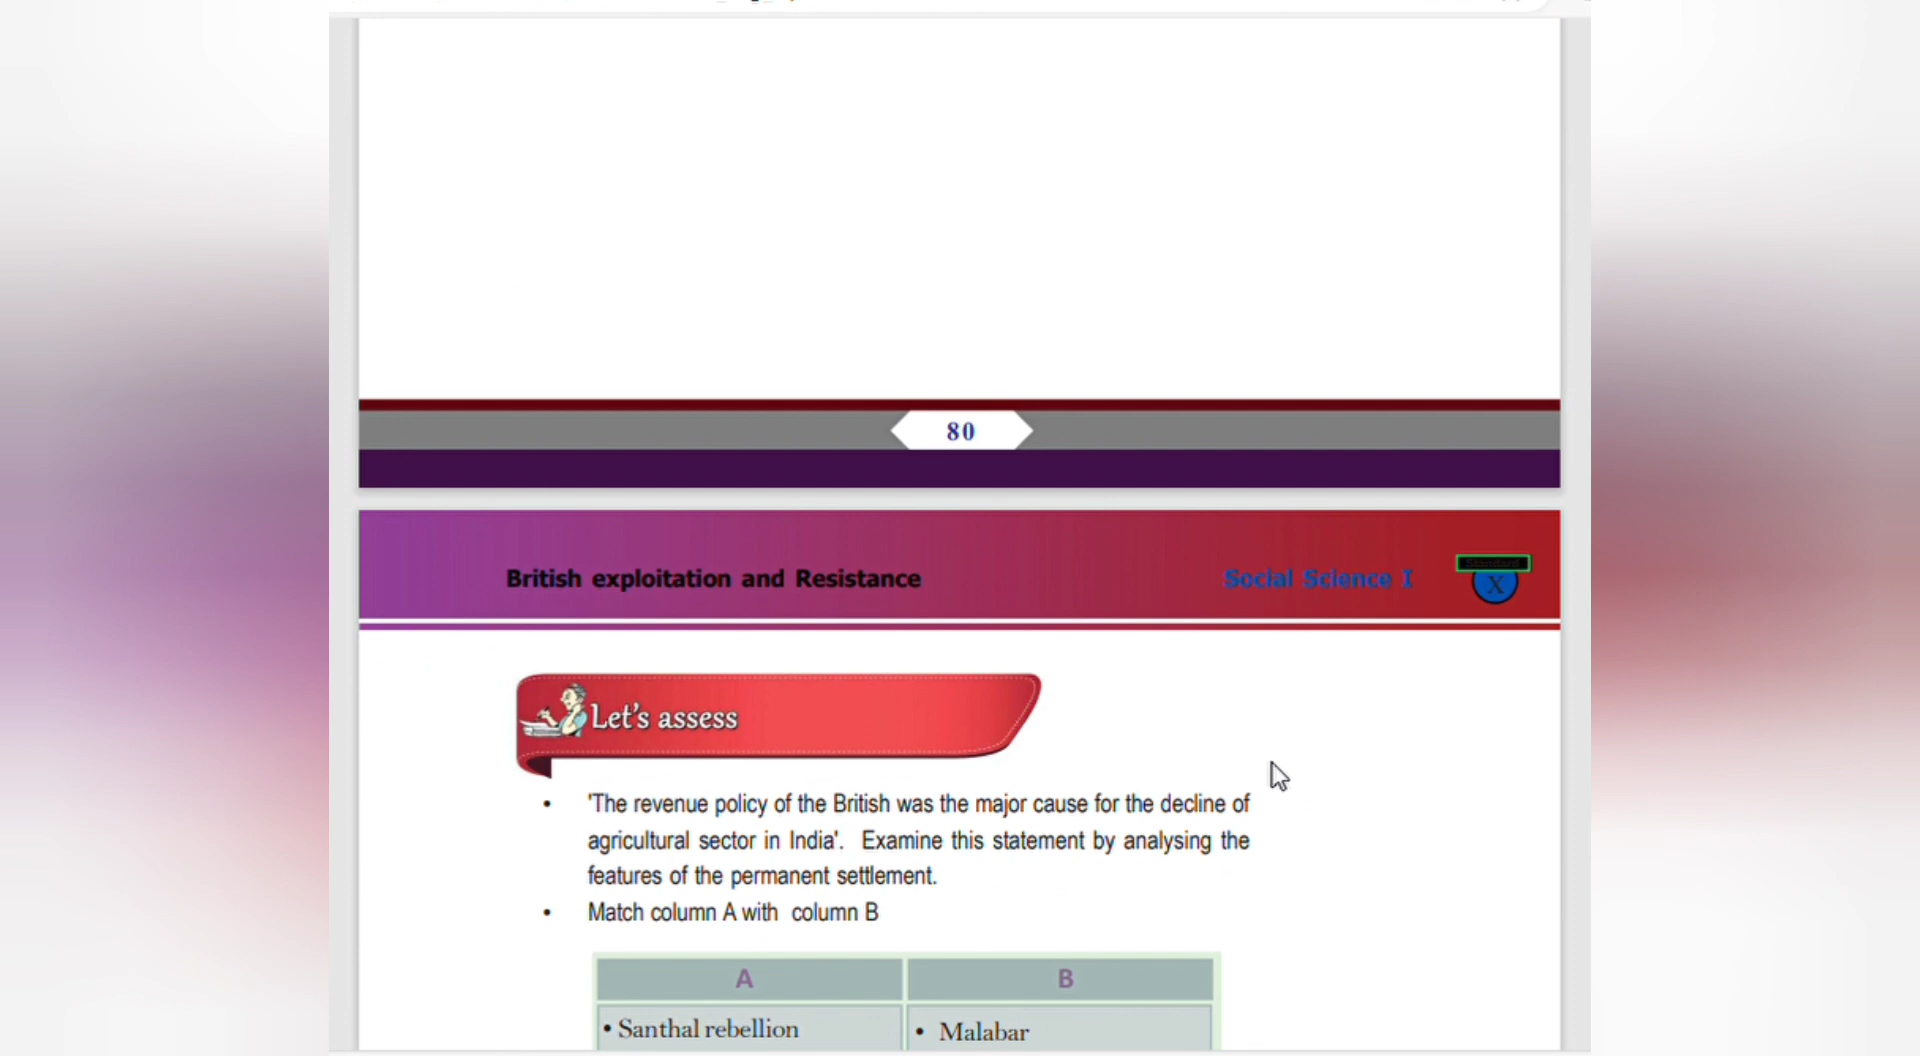 80
British exploitation and Resistance
Social Science I
Standard
X
Let's assess
• 'The revenue policy of the British was the major cause for the decline of
agricultural sector in India'. Examine this statement by analysing the
features of the permanent settlement.
• Match column A with column B
A B
• Santhal rebellion • Malabar